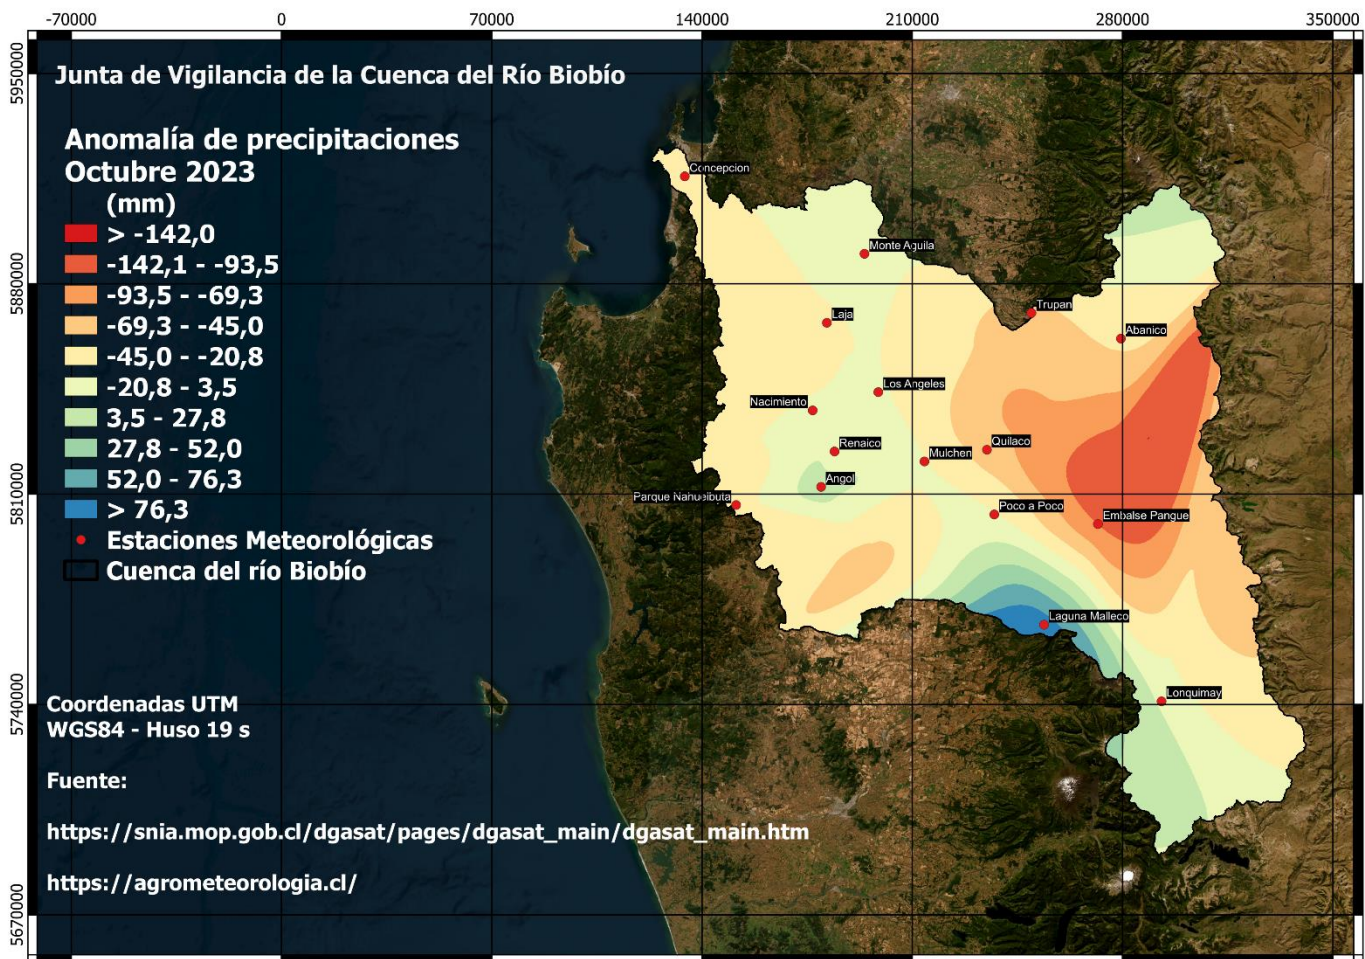 -70000 0 70000 140000 210000 280000 350000
5950000
5880000
5810000
5740000
5670000
Junta de Vigilancia de la Cuenca del Río Biobío
Anomalía de precipitaciones
Octubre 2023
(mm)
> -142,0
-142,1 - -93,5
-93,5 - -69,3
-69,3 - -45,0
-45,0 - -20,8
-20,8 - 3,5
3,5 - 27,8
27,8 - 52,0
52,0 - 76,3
> 76,3
Estaciones Meteorológicas
Cuenca del río Biobío
Coordenadas UTM
WGS84 - Huso 19 s
Fuente:
https://snia.mop.gob.cl/dgasat/pages/dgasat_main/dgasat_main.htm
https://agrometeorologia.cl/
Concepcion
Monte Aguila
Trupan
Laja
Abanico
Los Angeles
Nacimiento
Renaico
Quilaco
Mulchen
Angol
Parque Nahuelbuta
Poco a Poco
Embalse Pangue
Laguna Malleco
Lonquimay